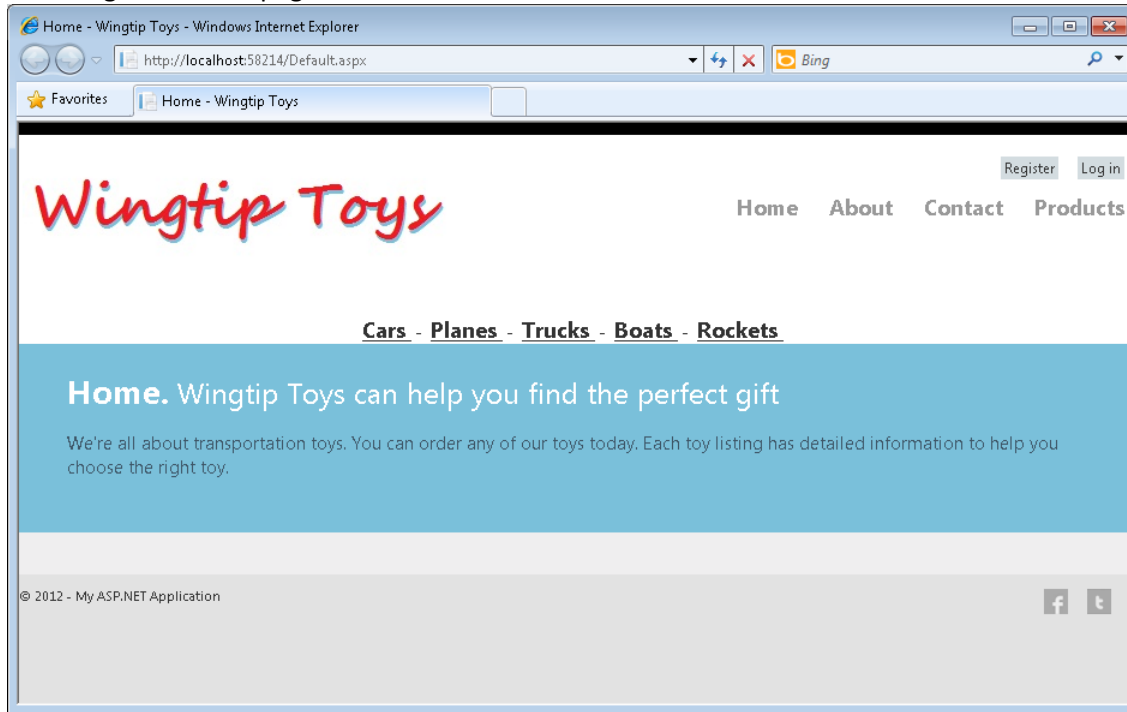 Home - Wingtip Toys - Windows Internet Explorer
http://localhost:58214/Default.aspx
Bing
Favorites
Home - Wingtip Toys
Register Log in
Wingtip Toys
Home About Contact Products
Cars - Planes - Trucks - Boats - Rockets
Home. Wingtip Toys can help you find the perfect gift
We're all about transportation toys. You can order any of our toys today. Each toy listing has detailed information to help you
choose the right toy.
© 2012 - My ASP.NET Application